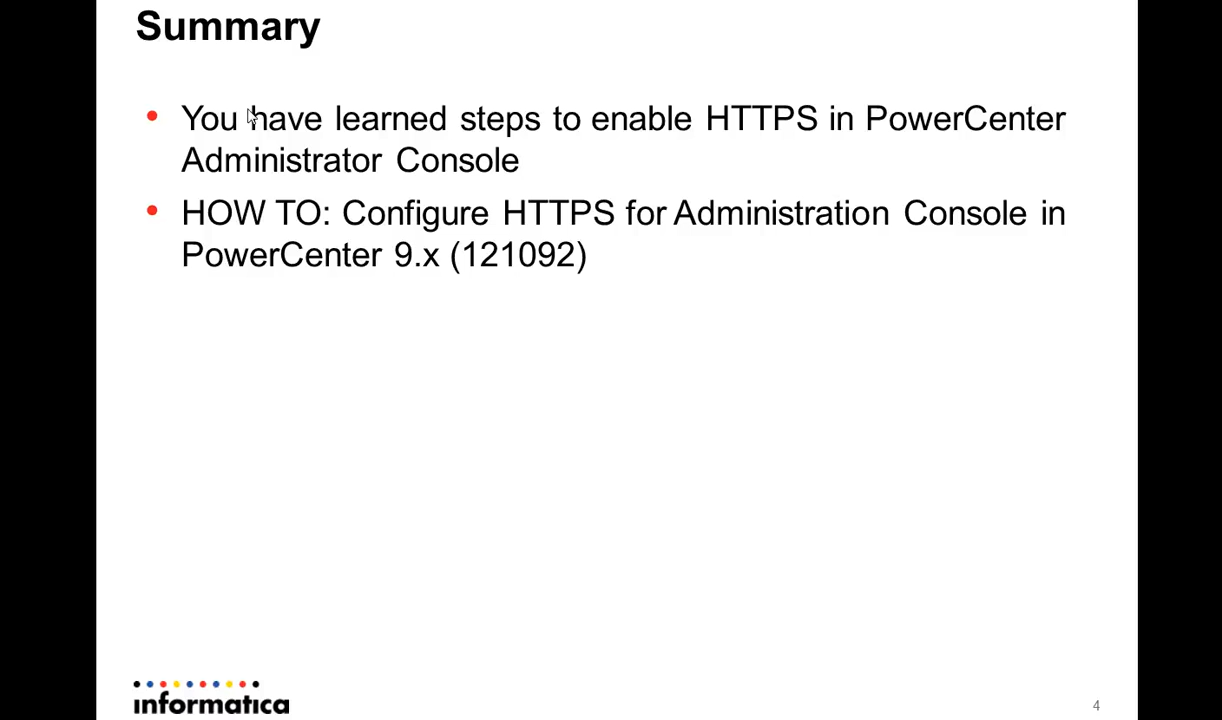 Summary
• You have learned steps to enable HTTPS in PowerCenter
Administrator Console
• HOW TO: Configure HTTPS for Administration Console in
PowerCenter 9.x (121092)
informatica
4